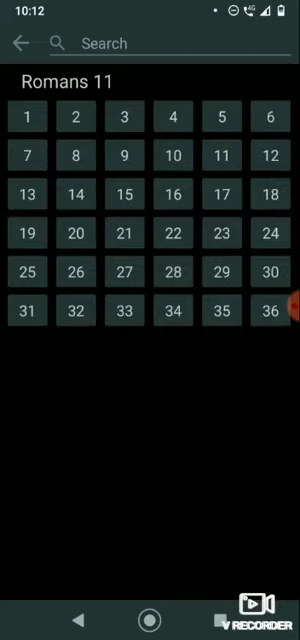 10:12
4G
Search
Romans 11
1 2 3 4 5 6
7 8 9 10 11 12
13 14 15 16 17 18
19 20 21 22 23 24
25 26 27 28 29 30
31 32 33 34 35 36
V RECORDER